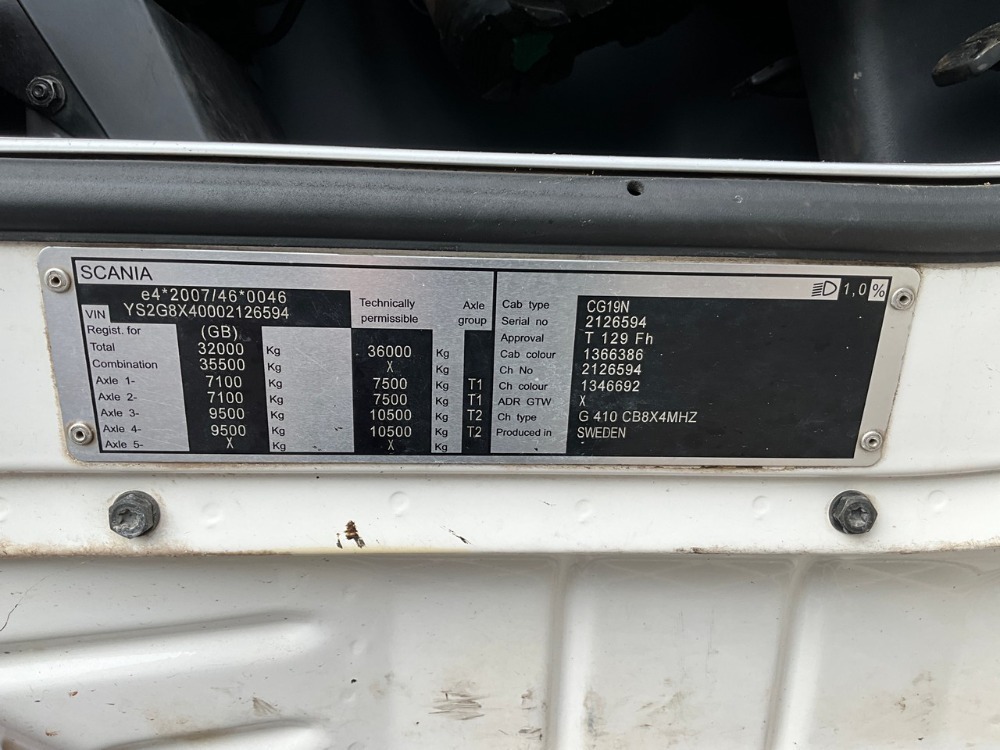 SCANIA
e4*2007/46*0046
VIN YS2G8X40002126594
Technically permissible Axle group
Regist. for (GB)
Total 32000 Kg 36000 Kg
Combination 35500 Kg X Kg
Axle 1- 7100 Kg 7500 Kg T1
Axle 2- 7100 Kg 7500 Kg T1
Axle 3- 9500 Kg 10500 Kg T2
Axle 4- 9500 Kg 10500 Kg T2
Axle 5- X Kg X Kg
1,0 %
Cab type CG19N
Serial no 2126594
Approval T 129 Fh
Cab colour 1366386
Ch No 2126594
Ch colour 1346692
ADR GTW X
Ch type G 410 CB8X4MHZ
Produced in SWEDEN